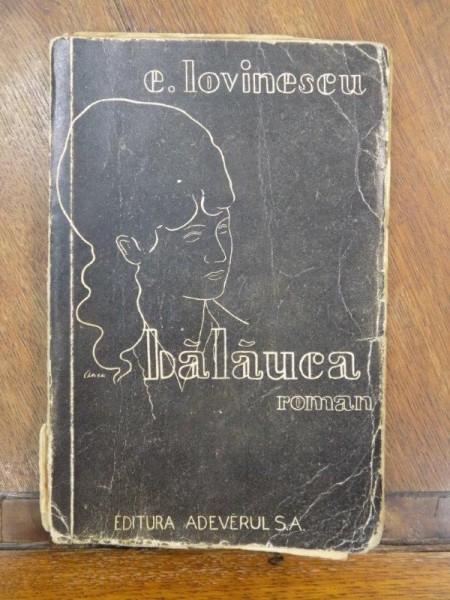 e. lovinescu
bălăuca
roman
EDITURA ADEVERUL S.A.